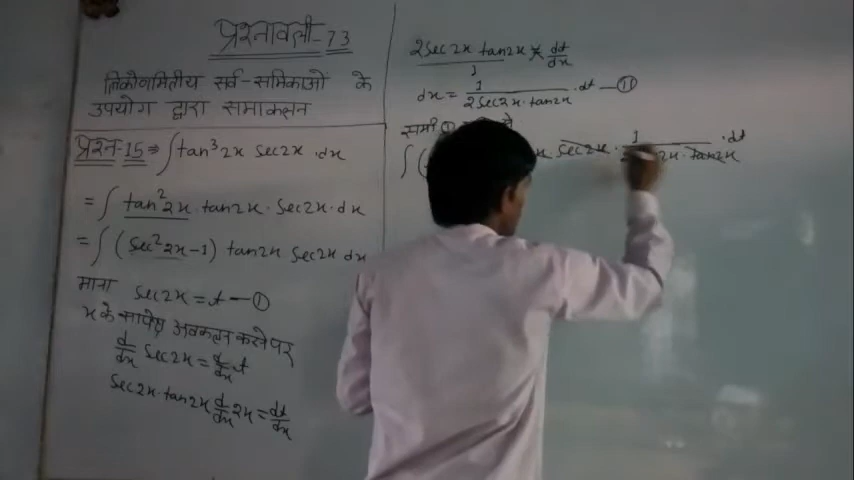 प्रश्नावली-7.3
त्रिकोणमितीय सर्व-समिकाओं के
उपयोग द्वारा समाकलन
प्रश्न-15⇒ ∫tan³2x sec2x .dx
= ∫ tan²2x . tan2x . sec2x . dx
= ∫ (sec²2x-1) tan2x sec2x dx
माना sec2x = t —①
x के सापेक्ष अवकलन करने पर
d/dx sec2x = d/dx t
sec2x . tan2x d/dx 2x = dt/dx
2sec2x tan2x = dt/dx
1
dx = 1/(2sec2x . tan2x) . dt —⑪
समी ① से
∫( x sec2x . 1/ 2x . tan2x . dt